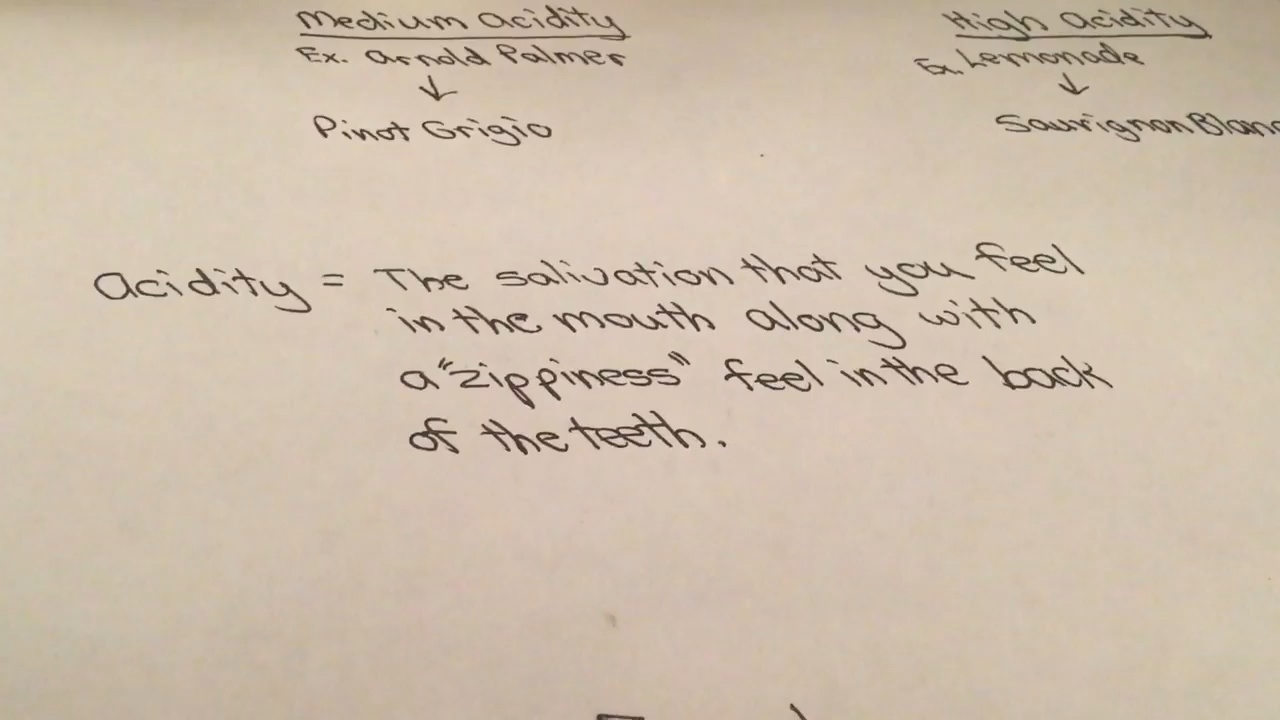 Medium Acidity
High Acidity
Ex. Arnold Palmer
Ex. Lemonade
↓
↓
Pinot Grigio
Sauvignon Blanc
Acidity = The salivation that you feel
in the mouth along with
a "zippiness" feel in the back
of the teeth.